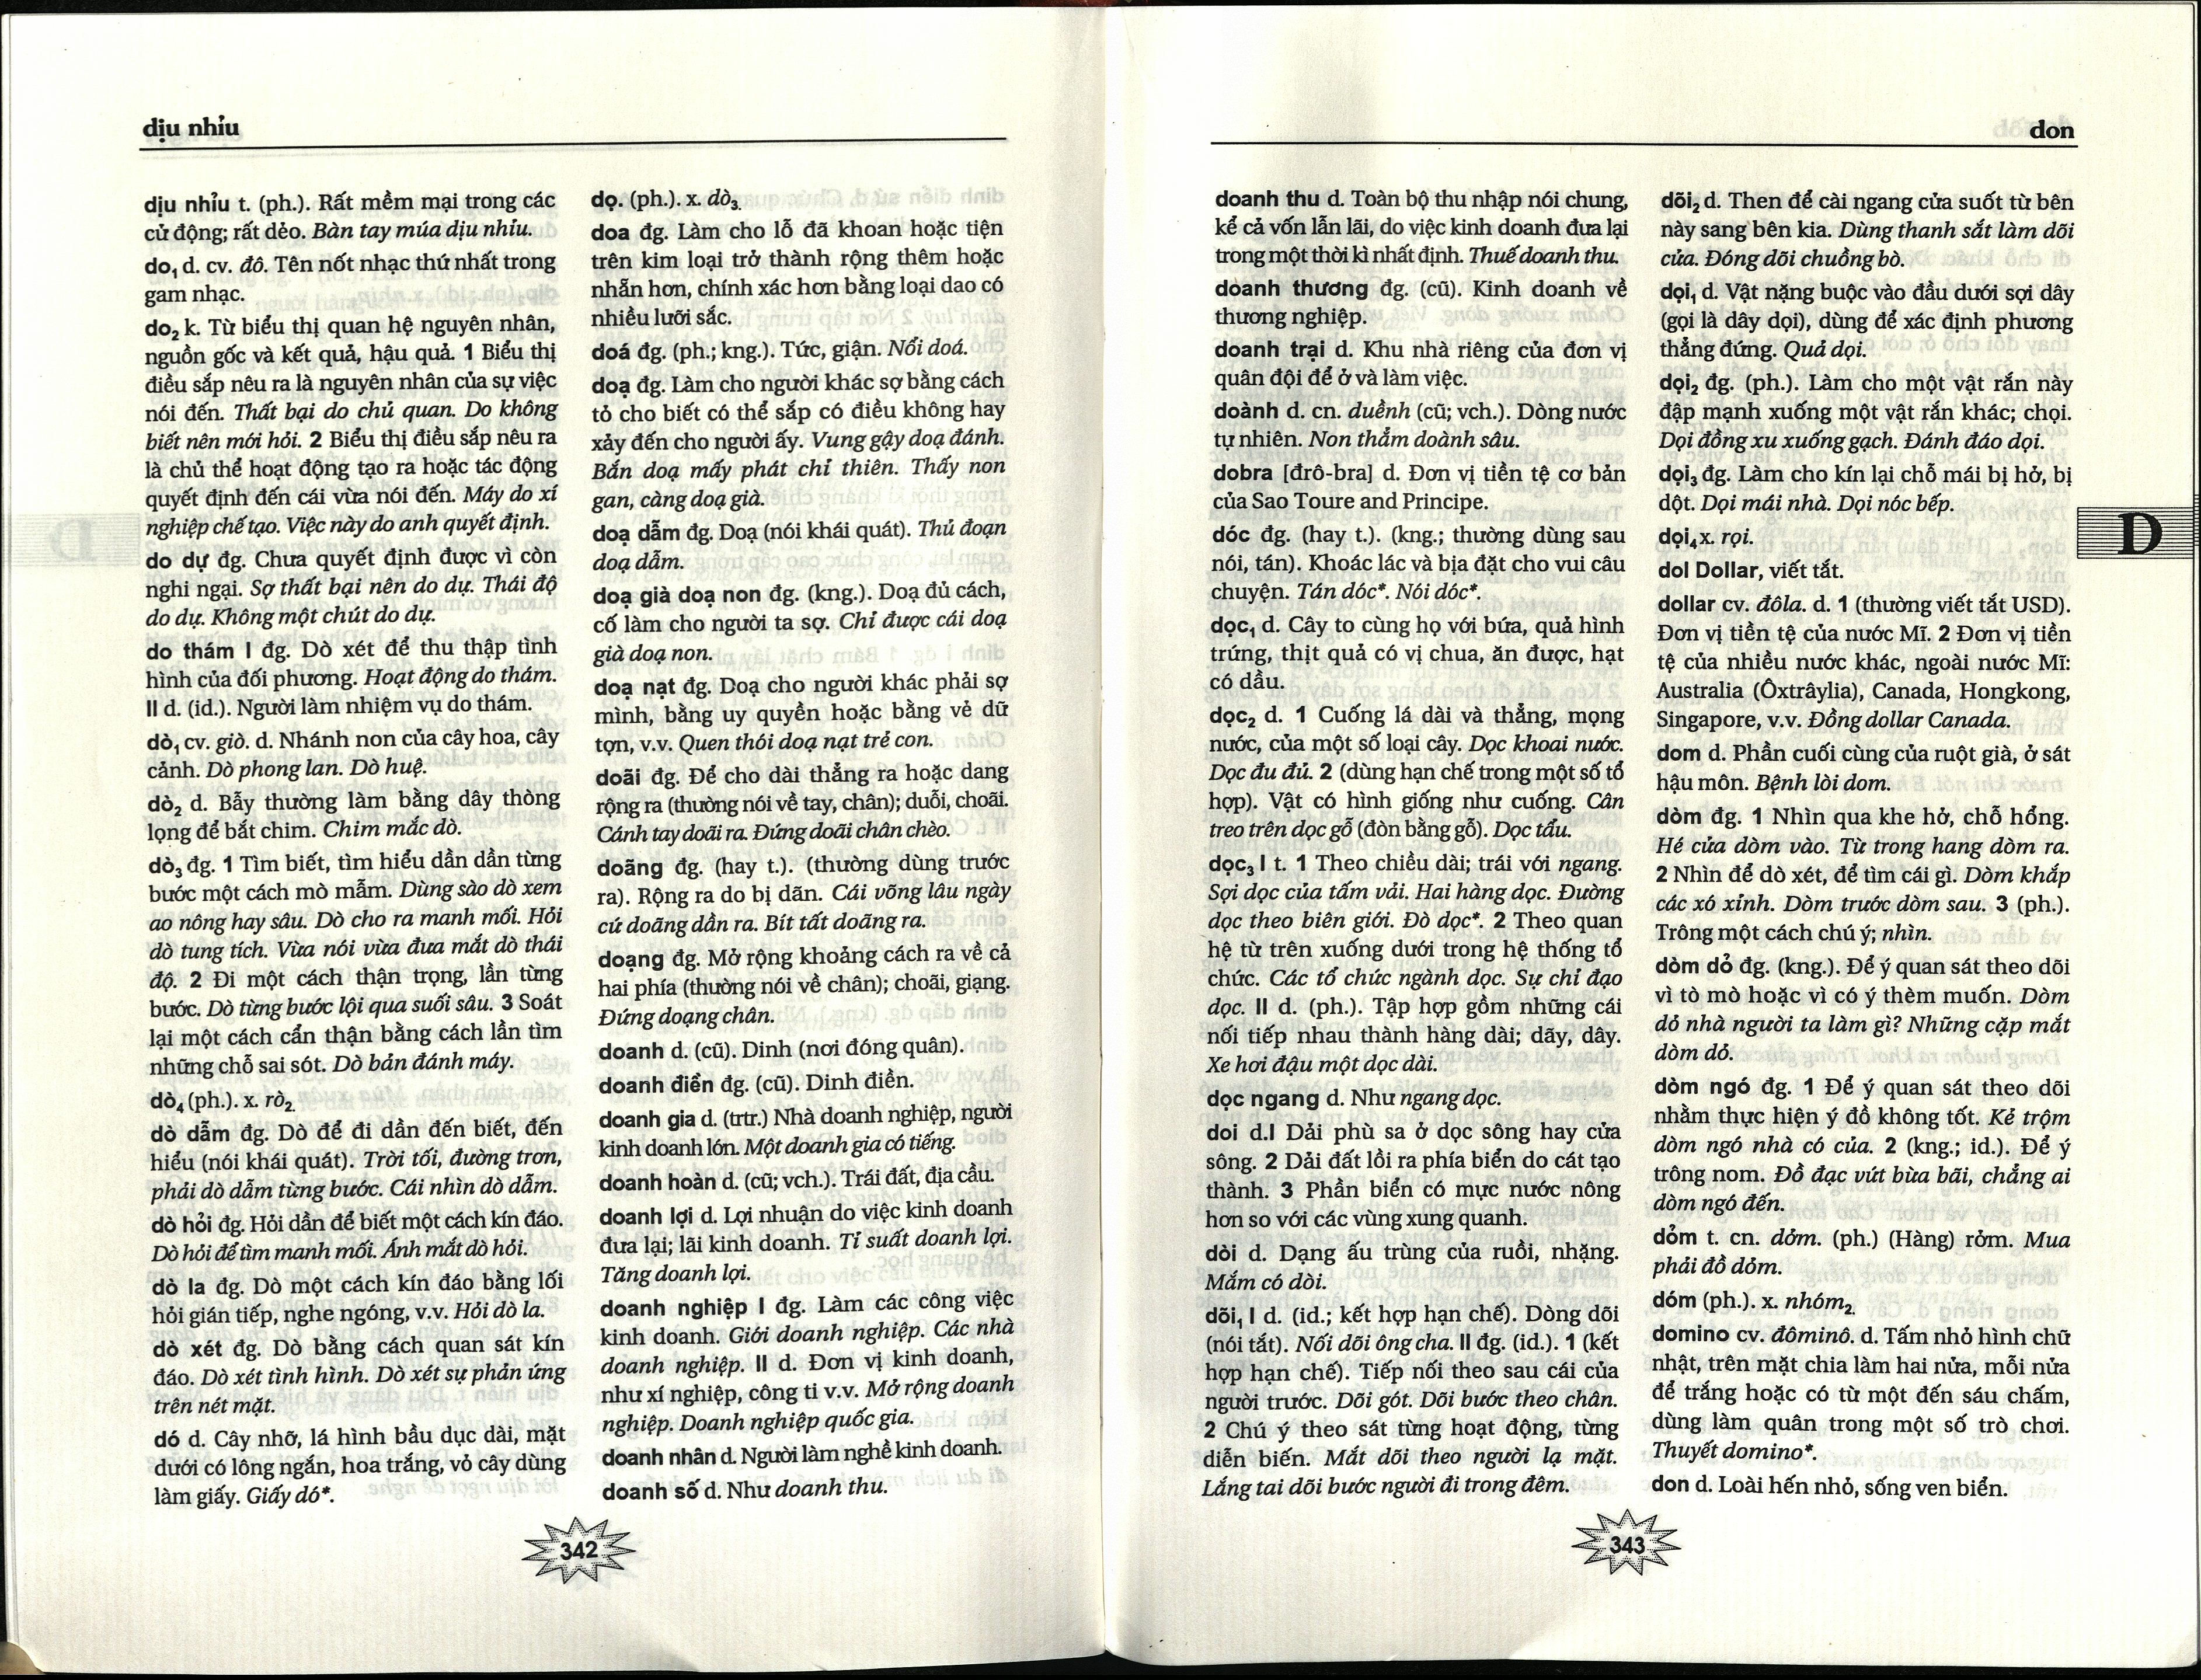 dịu nhỉu
dịu nhỉu t. (ph.). Rất mềm mại trong các
cử động; rất dẻo. Bàn tay múa dịu nhỉu.
do₁ d. cv. đô. Tên nốt nhạc thứ nhất trong
gam nhạc.
do₂ k. Từ biểu thị quan hệ nguyên nhân,
nguồn gốc và kết quả, hậu quả. 1 Biểu thị
điều sắp nêu ra là nguyên nhân của sự việc
nói đến. Thất bại do chủ quan. Do không
biết nên mới hỏi. 2 Biểu thị điều sắp nêu ra
là chủ thể hoạt động tạo ra hoặc tác động
quyết định đến cái vừa nói đến. Máy do xí
nghiệp chế tạo. Việc này do anh quyết định.
do dự đg. Chưa quyết định được vì còn
nghi ngại. Sợ thất bại nên do dự. Thái độ
do dự. Không một chút do dự.
do thám I đg. Dò xét để thu thập tình
hình của đối phương. Hoạt động do thám.
II d. (id.). Người làm nhiệm vụ do thám.
dò₁ cv. giò. d. Nhánh non của cây hoa, cây
cảnh. Dò phong lan. Dò huệ.
dò₂ d. Bẫy thường làm bằng dây thòng
lọng để bắt chim. Chim mắc dò.
dò₃ đg. 1 Tìm biết, tìm hiểu dần dần từng
bước một cách mò mẫm. Dùng sào dò xem
ao nông hay sâu. Dò cho ra manh mối. Hỏi
dò tung tích. Vừa nói vừa đưa mắt dò thái
độ. 2 Đi một cách thận trọng, lần từng
bước. Dò từng bước lội qua suối sâu. 3 Soát
lại một cách cẩn thận bằng cách lần tìm
những chỗ sai sót. Dò bản đánh máy.
dò₄ (ph.). x. rò₂.
dò dẫm đg. Dò để đi dần đến biết, đến
hiểu (nói khái quát). Trời tối, đường trơn,
phải dò dẫm từng bước. Cái nhìn dò dẫm.
dò hỏi đg. Hỏi dần để biết một cách kín đáo.
Dò hỏi để tìm manh mối. Ánh mắt dò hỏi.
dò la đg. Dò một cách kín đáo bằng lối
hỏi gián tiếp, nghe ngóng, v.v. Hỏi dò la.
dò xét đg. Dò bằng cách quan sát kín
đáo. Dò xét tình hình. Dò xét sự phản ứng
trên nét mặt.
dó d. Cây nhỡ, lá hình bầu dục dài, mặt
dưới có lông ngắn, hoa trắng, vỏ cây dùng
làm giấy. Giấy dó*.
dọ. (ph.). x. dò₃.
doa đg. Làm cho lỗ đã khoan hoặc tiện
trên kim loại trở thành rộng thêm hoặc
nhẵn hơn, chính xác hơn bằng loại dao có
nhiều lưỡi sắc.
doá đg. (ph.; kng.). Tức, giận. Nổi doá.
doạ đg. Làm cho người khác sợ bằng cách
tỏ cho biết có thể sắp có điều không hay
xảy đến cho người ấy. Vung gậy doạ đánh.
Bắn doạ mấy phát chỉ thiên. Thấy non
gan, càng doạ già.
doạ dẫm đg. Doạ (nói khái quát). Thủ đoạn
doạ dẫm.
doạ già doạ non đg. (kng.). Doạ đủ cách,
cố làm cho người ta sợ. Chỉ được cái doạ
già doạ non.
doạ nạt đg. Doạ cho người khác phải sợ
mình, bằng uy quyền hoặc bằng vẻ dữ
tợn, v.v. Quen thói doạ nạt trẻ con.
doãi đg. Để cho dài thẳng ra hoặc dang
rộng ra (thường nói về tay, chân); duỗi, choãi.
Cánh tay doãi ra. Đứng doãi chân chèo.
doãng đg. (hay t.). (thường dùng trước
ra). Rộng ra do bị dãn. Cái võng lâu ngày
cứ doãng dần ra. Bít tất doãng ra.
doạng đg. Mở rộng khoảng cách ra về cả
hai phía (thường nói về chân); choãi, giạng.
Đứng doạng chân.
doanh d. (cũ). Dinh (nơi đóng quân).
doanh điền đg. (cũ). Dinh điền.
doanh gia d. (trtr.) Nhà doanh nghiệp, người
kinh doanh lớn. Một doanh gia có tiếng.
doanh hoàn d. (cũ; vch.). Trái đất, địa cầu.
doanh lợi d. Lợi nhuận do việc kinh doanh
đưa lại; lãi kinh doanh. Tỉ suất doanh lợi.
Tăng doanh lợi.
doanh nghiệp I đg. Làm các công việc
kinh doanh. Giới doanh nghiệp. Các nhà
doanh nghiệp. II d. Đơn vị kinh doanh,
như xí nghiệp, công ti v.v. Mở rộng doanh
nghiệp. Doanh nghiệp quốc gia.
doanh nhân d. Người làm nghề kinh doanh.
doanh số d. Như doanh thu.
342
don
doanh thu d. Toàn bộ thu nhập nói chung,
kể cả vốn lẫn lãi, do việc kinh doanh đưa lại
trong một thời kì nhất định. Thuế doanh thu.
doanh thương đg. (cũ). Kinh doanh về
thương nghiệp.
doanh trại d. Khu nhà riêng của đơn vị
quân đội để ở và làm việc.
doành d. cn. duềnh (cũ; vch.). Dòng nước
tự nhiên. Non thẳm doành sâu.
dobra [đrô-bra] d. Đơn vị tiền tệ cơ bản
của Sao Toure and Principe.
dóc đg. (hay t.). (kng.; thường dùng sau
nói, tán). Khoác lác và bịa đặt cho vui câu
chuyện. Tán dóc*. Nói dóc*.
dọc₁ d. Cây to cùng họ với bứa, quả hình
trứng, thịt quả có vị chua, ăn được, hạt
có dầu.
dọc₂ d. 1 Cuống lá dài và thẳng, mọng
nước, của một số loại cây. Dọc khoai nước.
Dọc đu đủ. 2 (dùng hạn chế trong một số tổ
hợp). Vật có hình giống như cuống. Cân
treo trên dọc gỗ (đòn bằng gỗ). Dọc tẩu.
dọc₃ I t. 1 Theo chiều dài; trái với ngang.
Sợi dọc của tấm vải. Hai hàng dọc. Đường
dọc theo biên giới. Đò dọc*. 2 Theo quan
hệ từ trên xuống dưới trong hệ thống tổ
chức. Các tổ chức ngành dọc. Sự chỉ đạo
dọc. II d. (ph.). Tập hợp gồm những cái
nối tiếp nhau thành hàng dài; dãy, dây.
Xe hơi đậu một dọc dài.
dọc ngang d. Như ngang dọc.
doi d.I Dải phù sa ở dọc sông hay cửa
sông. 2 Dải đất lồi ra phía biển do cát tạo
thành. 3 Phần biển có mực nước nông
hơn so với các vùng xung quanh.
dòi d. Dạng ấu trùng của ruồi, nhặng.
Mắm có dòi.
dõi₁ I d. (id.; kết hợp hạn chế). Dòng dõi
(nói tắt). Nối dõi ông cha. II đg. (id.). 1 (kết
hợp hạn chế). Tiếp nối theo sau cái của
người trước. Dõi gót. Dõi bước theo chân.
2 Chú ý theo sát từng hoạt động, từng
diễn biến. Mắt dõi theo người lạ mặt.
Lắng tai dõi bước người đi trong đêm.
dõi₂ d. Then để cài ngang cửa suốt từ bên
này sang bên kia. Dùng thanh sắt làm dõi
cửa. Đóng dõi chuồng bò.
dọi₁ d. Vật nặng buộc vào đầu dưới sợi dây
(gọi là dây dọi), dùng để xác định phương
thẳng đứng. Quả dọi.
dọi₂ đg. (ph.). Làm cho một vật rắn này
đập mạnh xuống một vật rắn khác; chọi.
Dọi đồng xu xuống gạch. Đánh đáo dọi.
dọi₃ đg. Làm cho kín lại chỗ mái bị hở, bị
dột. Dọi mái nhà. Dọi nóc bếp.
dọi₄ x. rọi.
dol Dollar, viết tắt.
dollar cv. đôla. d. 1 (thường viết tắt USD).
Đơn vị tiền tệ của nước Mĩ. 2 Đơn vị tiền
tệ của nhiều nước khác, ngoài nước Mĩ:
Australia (Ôxtrâylia), Canada, Hongkong,
Singapore, v.v. Đồng dollar Canada.
dom d. Phần cuối cùng của ruột già, ở sát
hậu môn. Bệnh lòi dom.
dòm đg. 1 Nhìn qua khe hở, chỗ hổng.
Hé cửa dòm vào. Từ trong hang dòm ra.
2 Nhìn để dò xét, để tìm cái gì. Dòm khắp
các xó xỉnh. Dòm trước dòm sau. 3 (ph.).
Trông một cách chú ý; nhìn.
dòm dỏ đg. (kng.). Để ý quan sát theo dõi
vì tò mò hoặc vì có ý thèm muốn. Dòm
dỏ nhà người ta làm gì? Những cặp mắt
dòm dỏ.
dòm ngó đg. 1 Để ý quan sát theo dõi
nhằm thực hiện ý đồ không tốt. Kẻ trộm
dòm ngó nhà có của. 2 (kng.; id.). Để ý
trông nom. Đồ đạc vứt bừa bãi, chẳng ai
dòm ngó đến.
dỏm t. cn. dởm. (ph.) (Hàng) rởm. Mua
phải đồ dỏm.
dóm (ph.). x. nhóm₂.
domino cv. đôminô. d. Tấm nhỏ hình chữ
nhật, trên mặt chia làm hai nửa, mỗi nửa
để trắng hoặc có từ một đến sáu chấm,
dùng làm quân trong một số trò chơi.
Thuyết domino*.
don d. Loài hến nhỏ, sống ven biển.
D
343